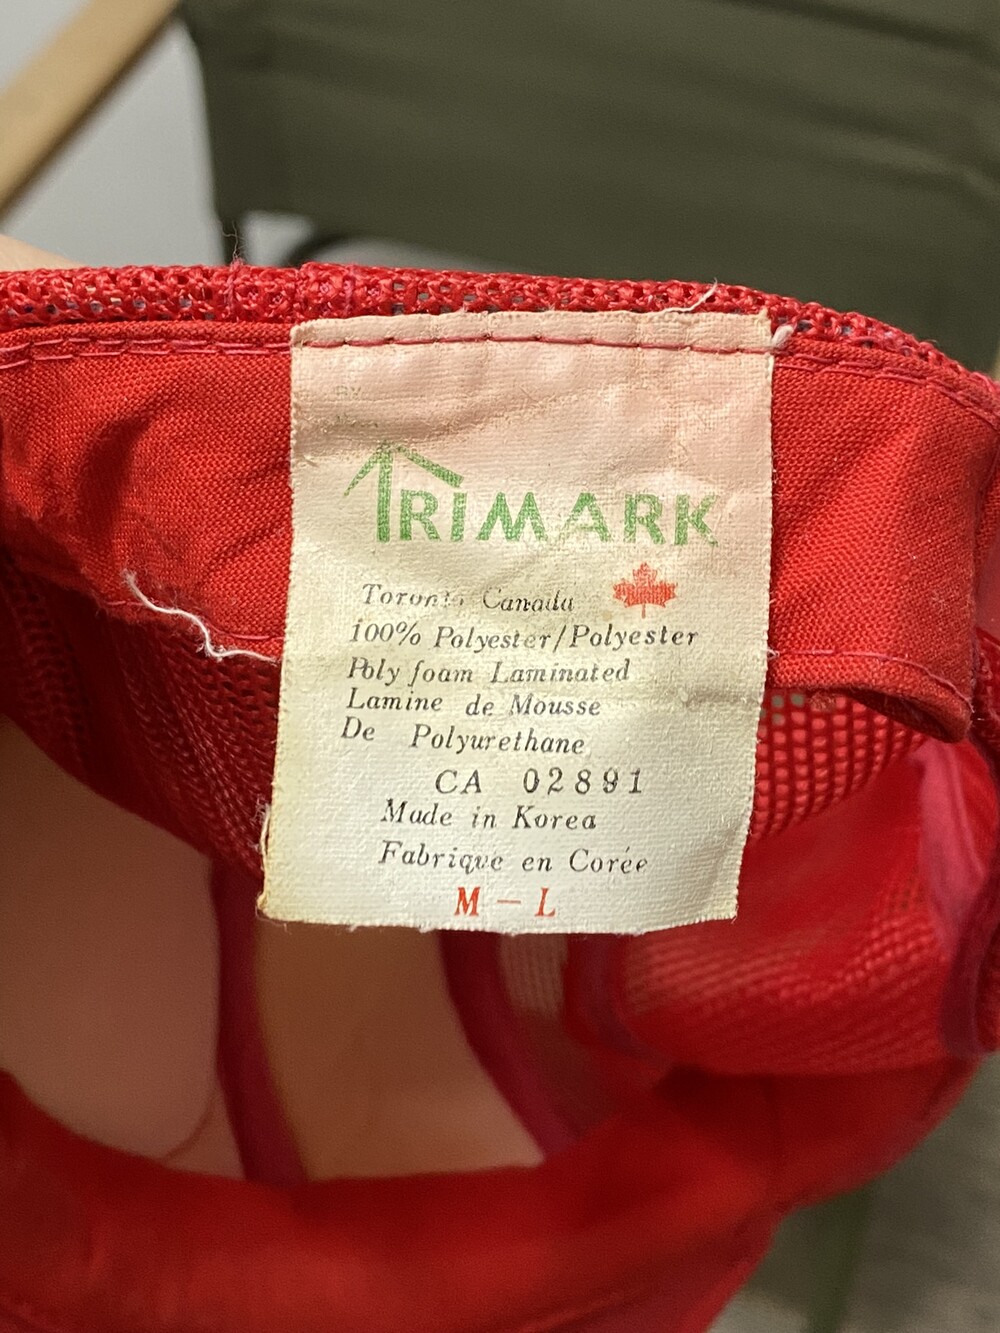 BY
TRIMARK
Toronto Canada
100% Polyester/Polyester
Poly foam Laminated
Lamine de Mousse
De Polyurethane
CA 02891
Made in Korea
Fabrique en Corée
M - L